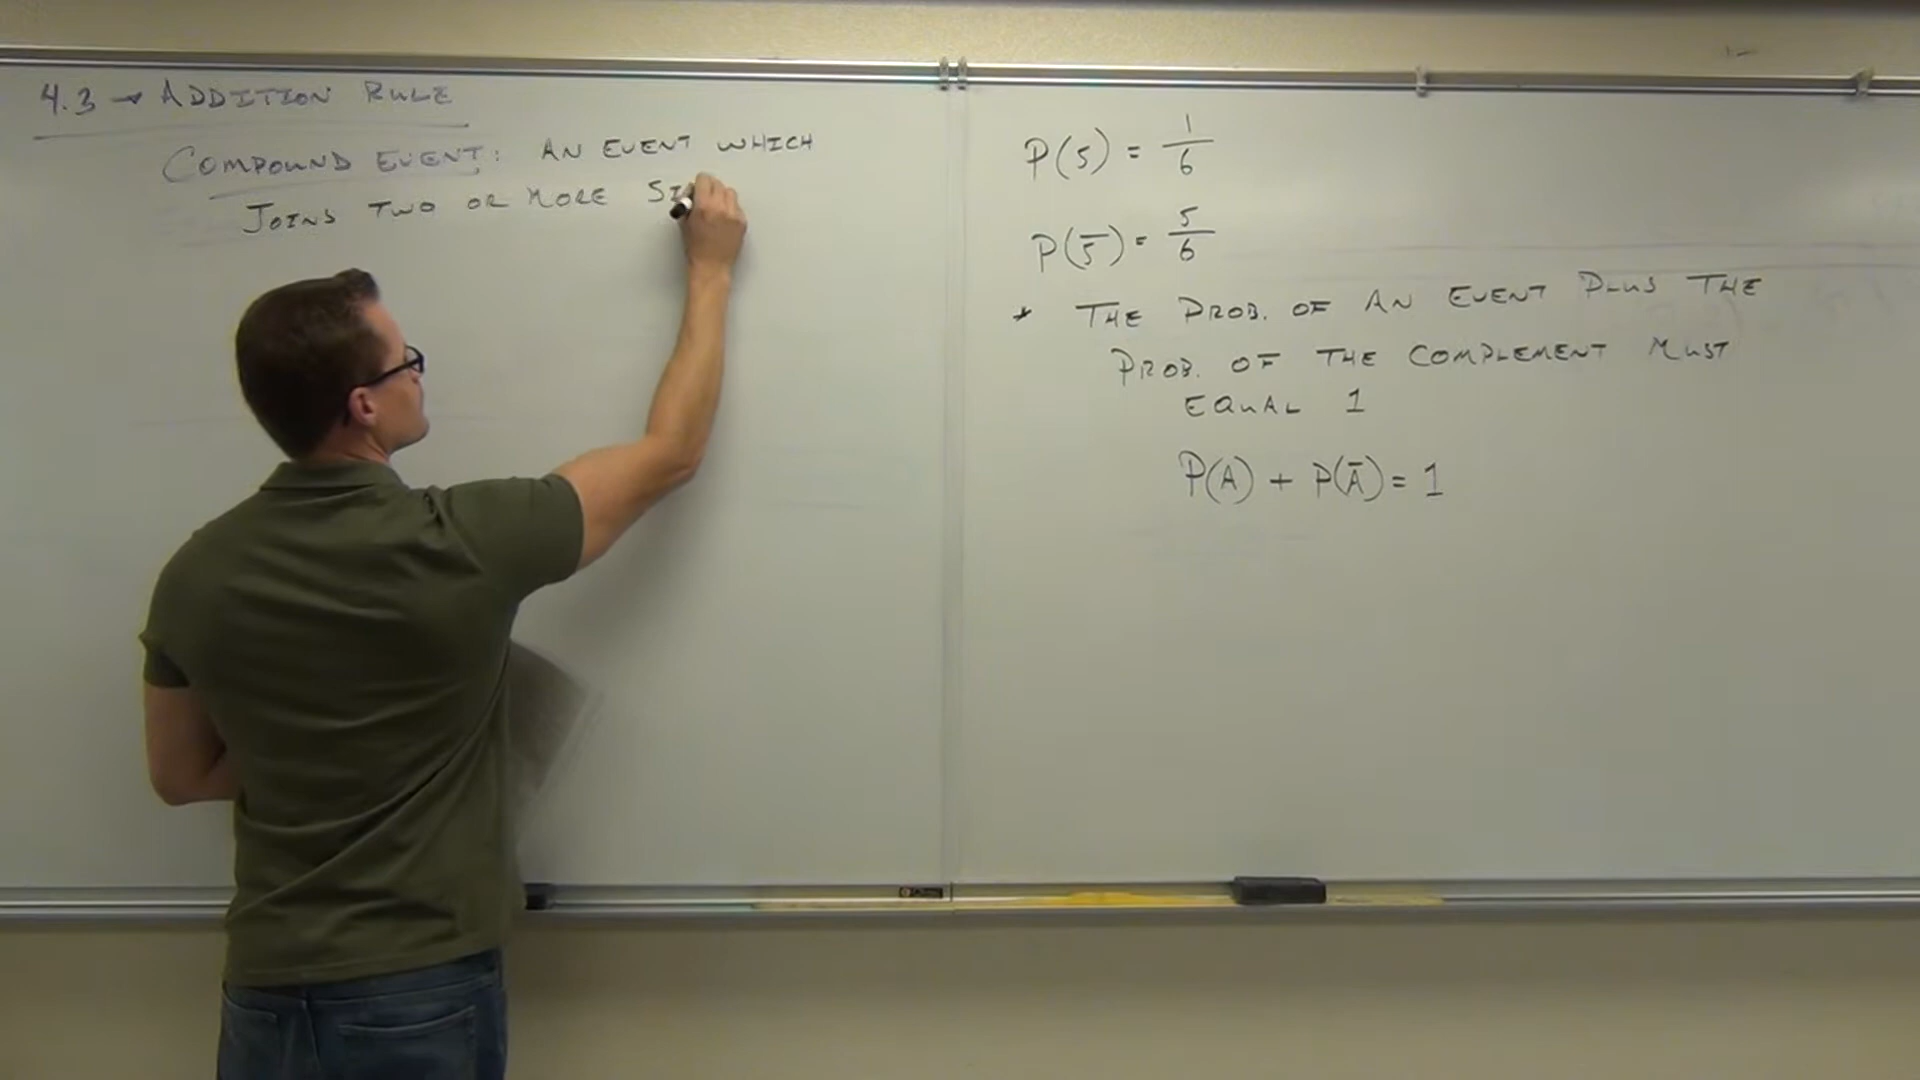 4.3 → ADDITION RULE
COMPOUND EVENT: AN EVENT WHICH
JOINS TWO OR MORE SI
P(5) = 1/6
P(5̅) = 5/6
* THE PROB. OF AN EVENT PLUS THE
PROB. OF THE COMPLEMENT MUST
EQUAL 1
P(A) + P(A̅) = 1